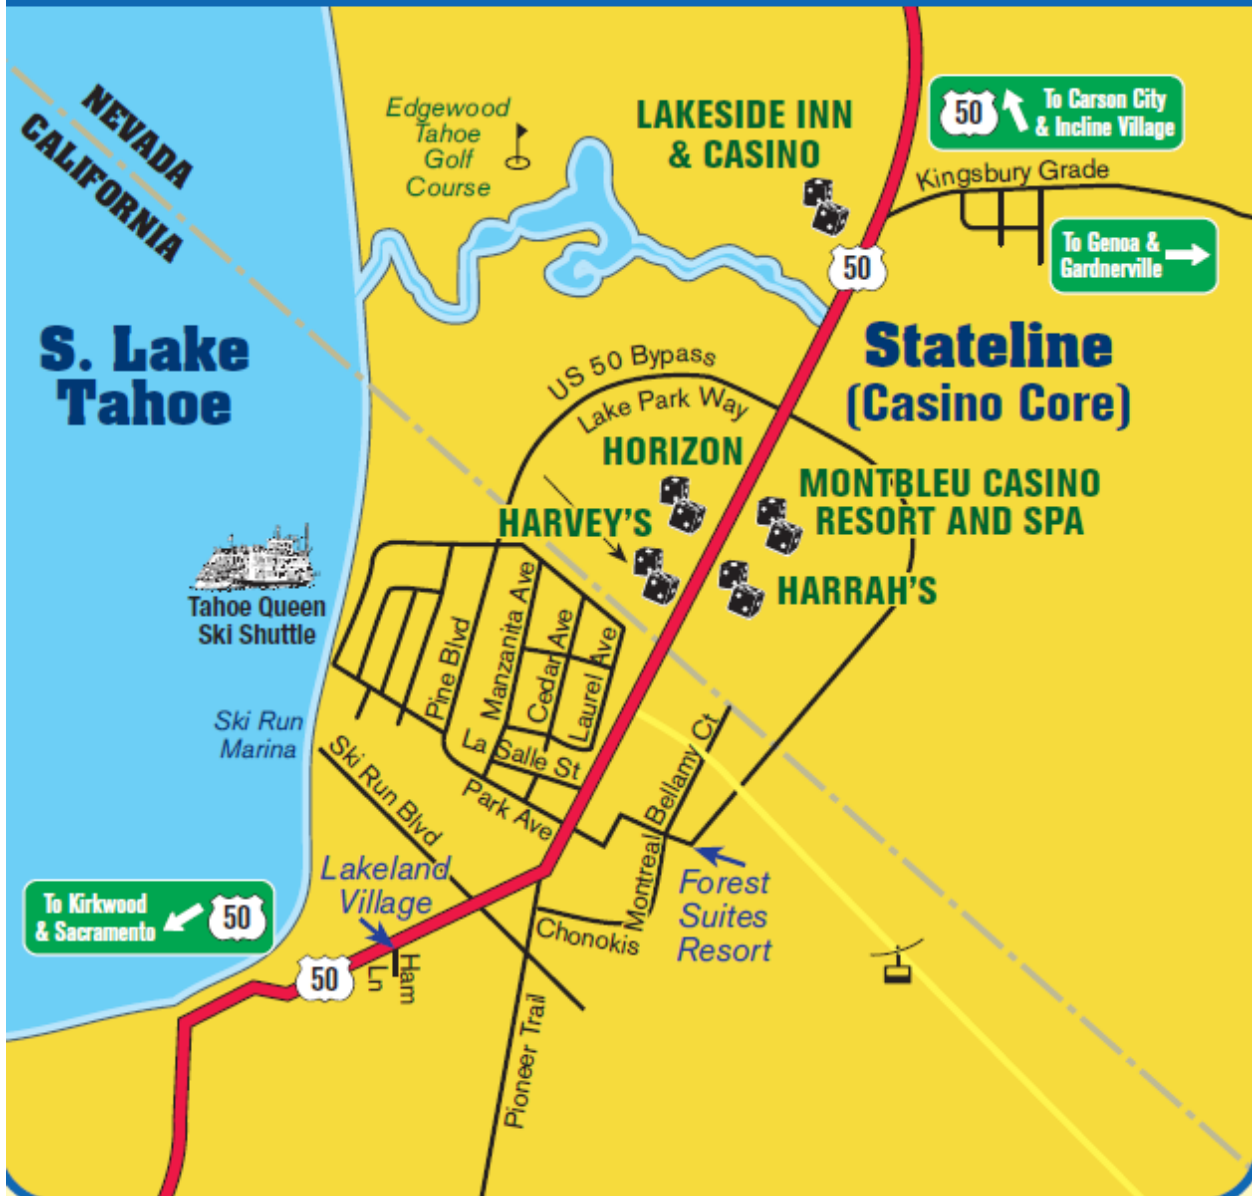 NEVADA
CALIFORNIA
Edgewood
Tahoe
Golf
Course
LAKESIDE INN
& CASINO
50
To Carson City
& Incline Village
Kingsbury Grade
To Genoa &
Gardnerville
50
S. Lake
Tahoe
Stateline
(Casino Core)
US 50 Bypass
Lake Park Way
HORIZON
MONTBLEU CASINO
RESORT AND SPA
HARVEY'S
HARRAH'S
Tahoe Queen
Ski Shuttle
Pine Blvd
Manzanita Ave
Cedar Ave
Laurel Ave
La Salle St
Park Ave
Ski Run
Marina
Ski Run Blvd
Bellamy Ct
Montreal
Lakeland
Village
Forest
Suites
Resort
To Kirkwood
& Sacramento
50
Chonokis
50
Ham
Ln
Pioneer Trail